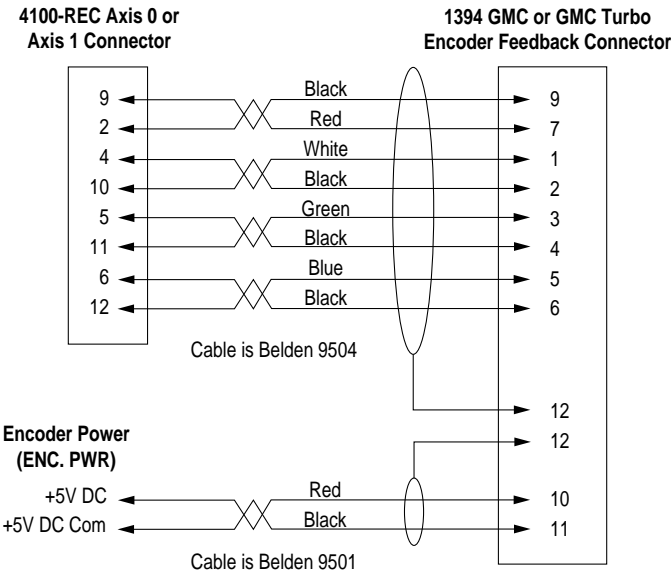 4100-REC Axis 0 or
Axis 1 Connector
1394 GMC or GMC Turbo
Encoder Feedback Connector
9 Black 9
2 Red 7
4 White 1
10 Black 2
5 Green 3
11 Black 4
6 Blue 5
12 Black 6
Cable is Belden 9504
12
Encoder Power
(ENC. PWR)
12
+5V DC Red 10
+5V DC Com Black 11
Cable is Belden 9501